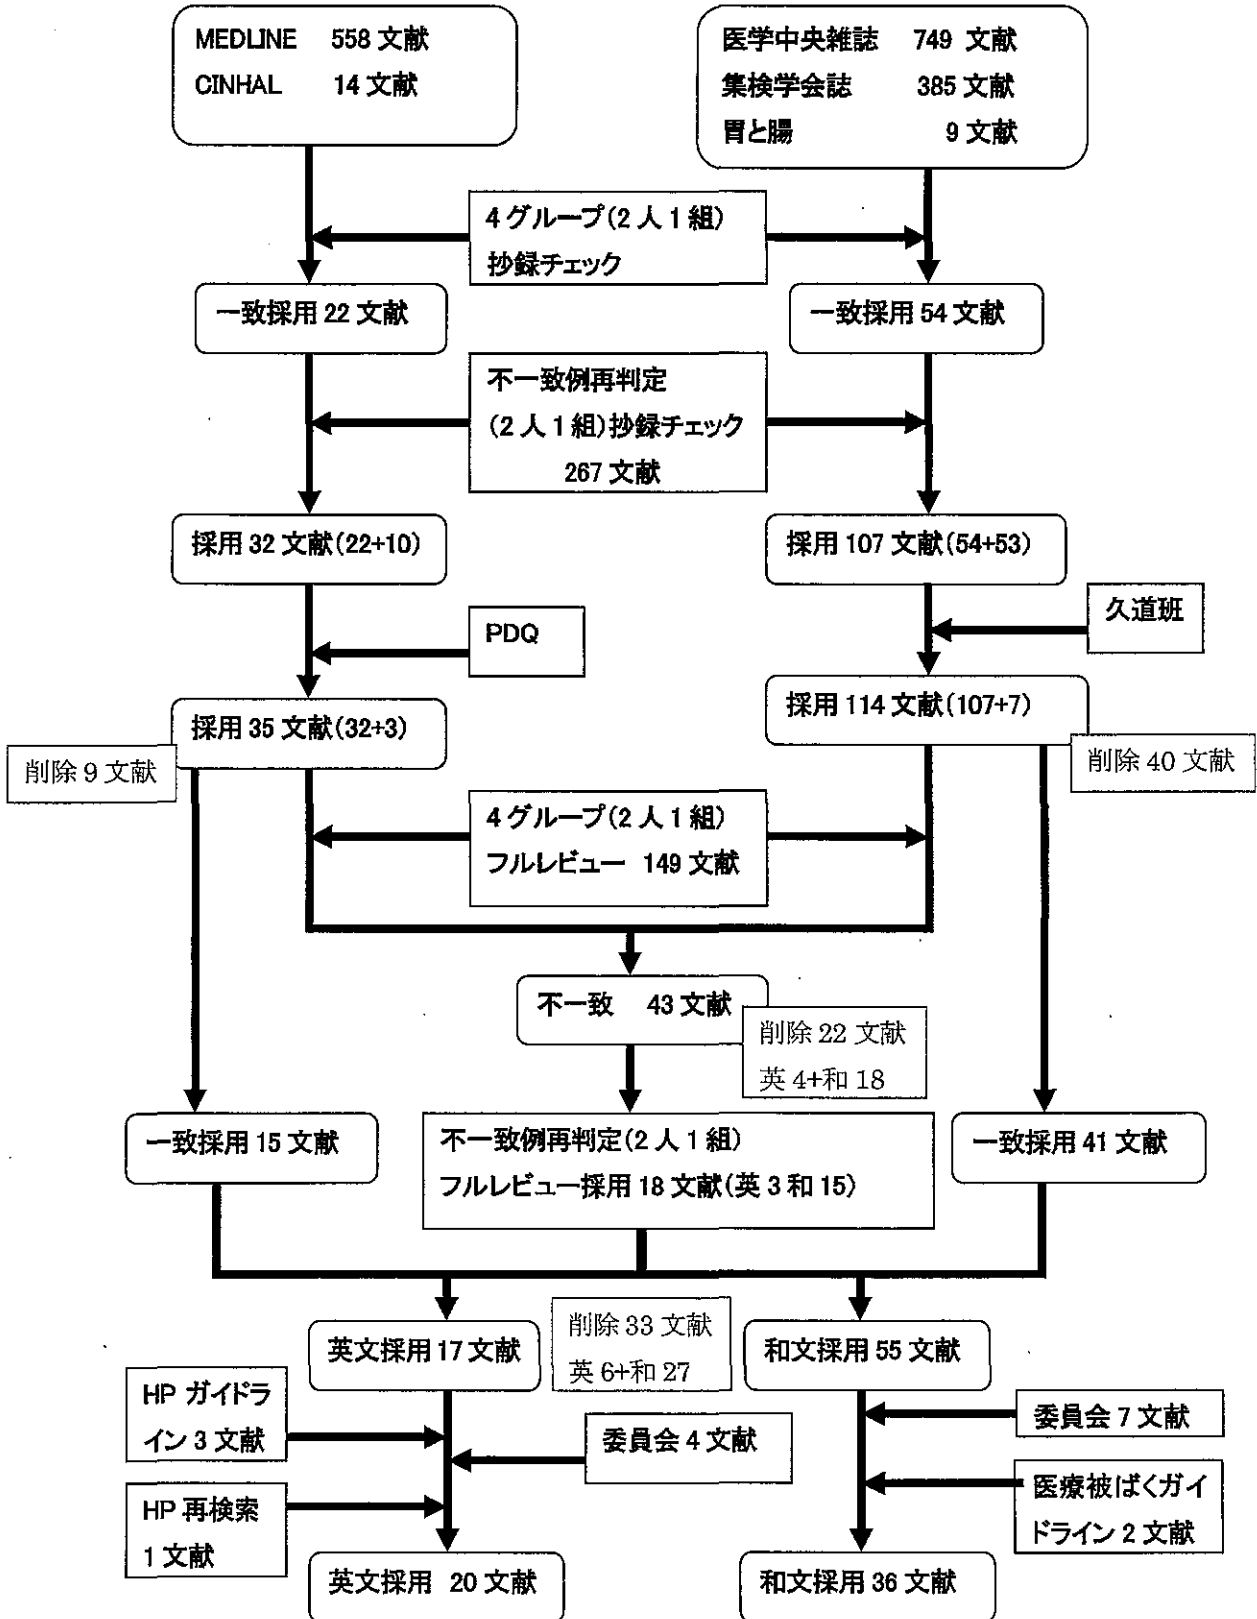 MEDLINE 558 文献
CINHAL 14 文献
医学中央雑誌 749 文献
集検学会誌 385 文献
胃と腸 9 文献
4グループ(2人1組)
抄録チェック
一致採用 22 文献
一致採用 54 文献
不一致例再判定
(2人1組)抄録チェック
267 文献
採用 32 文献(22+10)
採用 107 文献(54+53)
PDQ
久道班
採用 35 文献(32+3)
採用 114 文献(107+7)
削除 9 文献
削除 40 文献
4グループ(2人1組)
フルレビュー 149 文献
不一致 43 文献
削除 22 文献
英 4+和 18
一致採用 15 文献
不一致例再判定(2人1組)
フルレビュー採用 18 文献(英 3 和 15)
一致採用 41 文献
英文採用 17 文献
削除 33 文献
英 6+和 27
和文採用 55 文献
HP ガイドラ
イン 3 文献
委員会 4 文献
委員会 7 文献
HP 再検索
1 文献
医療被ばくガイ
ドライン 2 文献
英文採用 20 文献
和文採用 36 文献